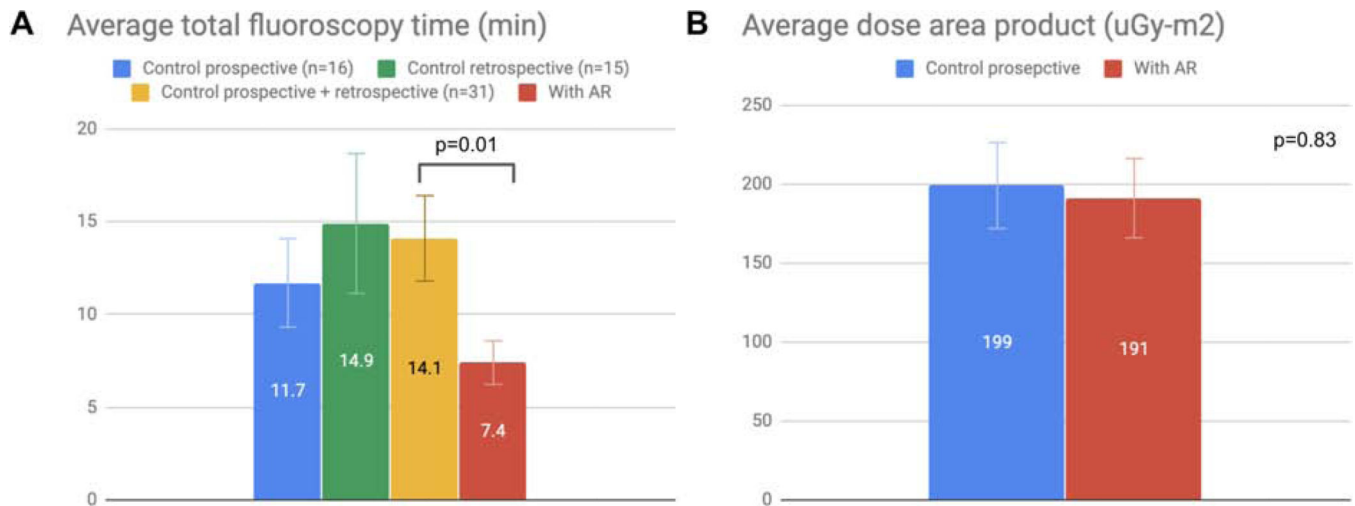 A Average total fluoroscopy time (min)
Control prospective (n=16) Control retrospective (n=15)
Control prospective + retrospective (n=31) With AR
20
15
10
5
0
p=0.01
11.7
14.9
14.1
7.4
B Average dose area product (uGy-m2)
Control prosepctive With AR
250
200
150
100
50
0
p=0.83
199
191